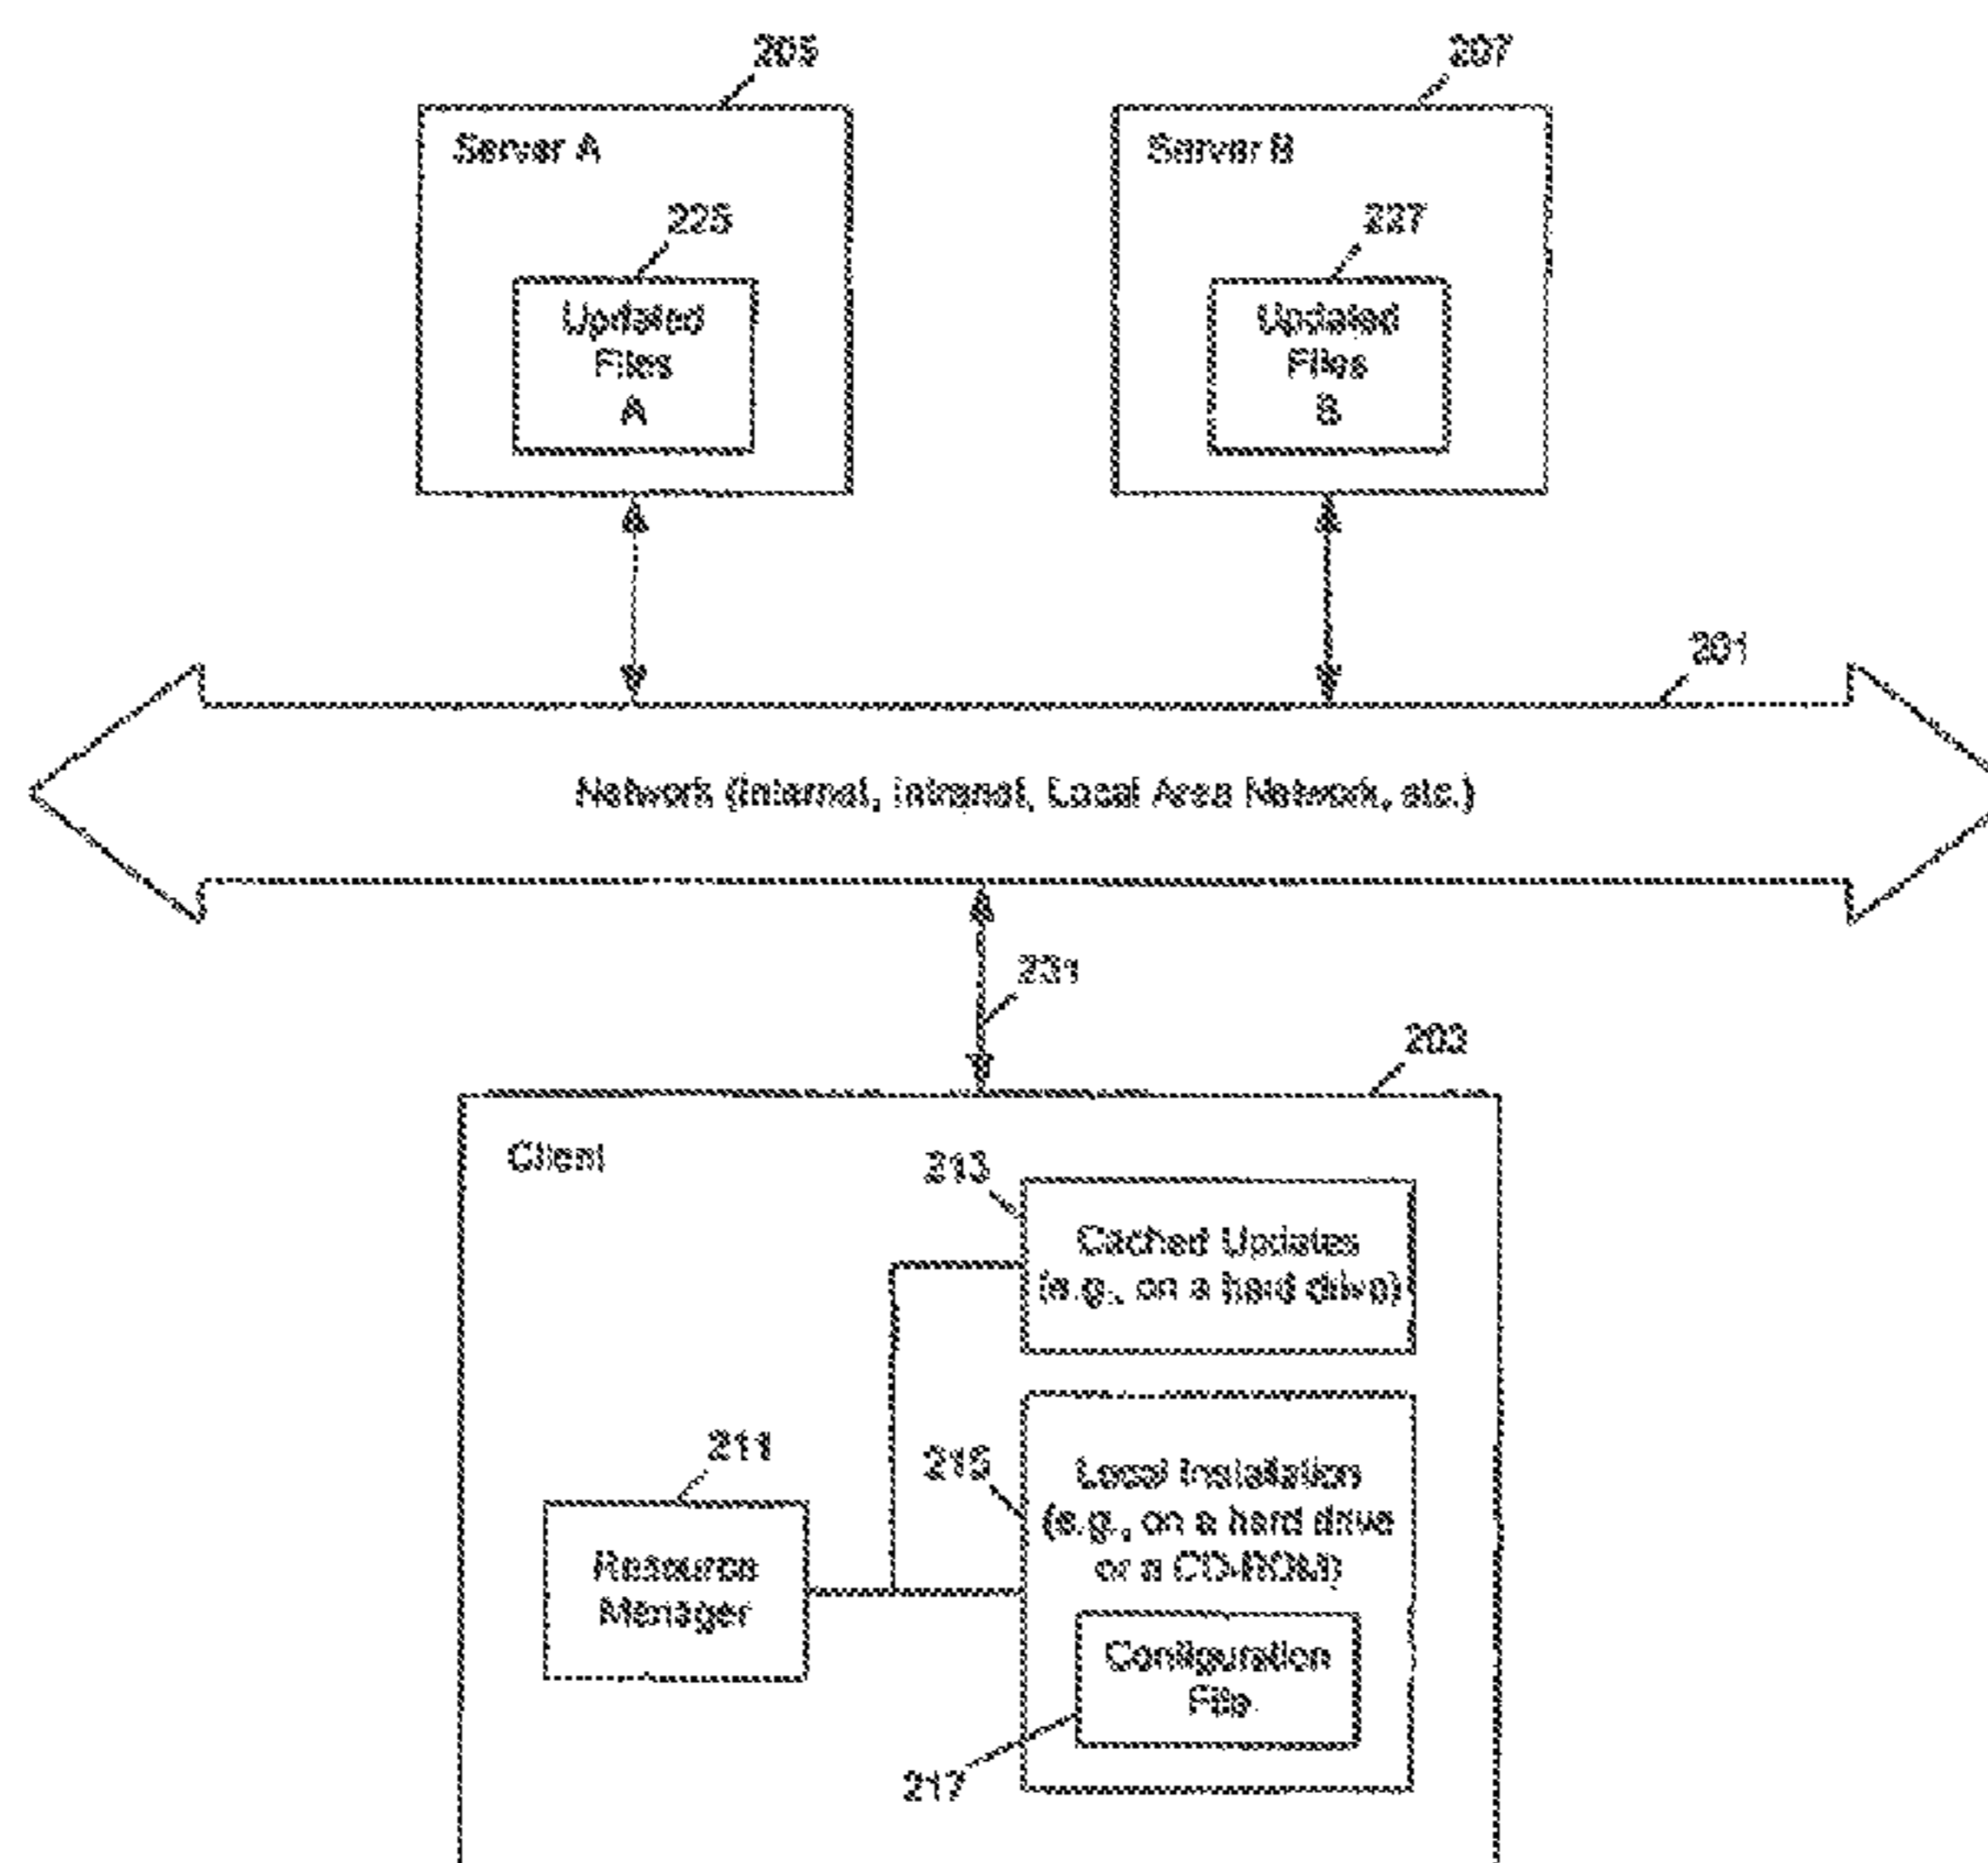 205
207
Server A
Server B
225
227
Updated
Files
A
Updated
Files
B
201
Network (Internet, Intranet, Local Area Network, etc.)
231
203
Client
213
Cached Updates
(e.g., on a hard drive)
211
215
Local Installation
(e.g., on a hard drive
or a CD-ROM)
Resource
Manager
Configuration
File
217